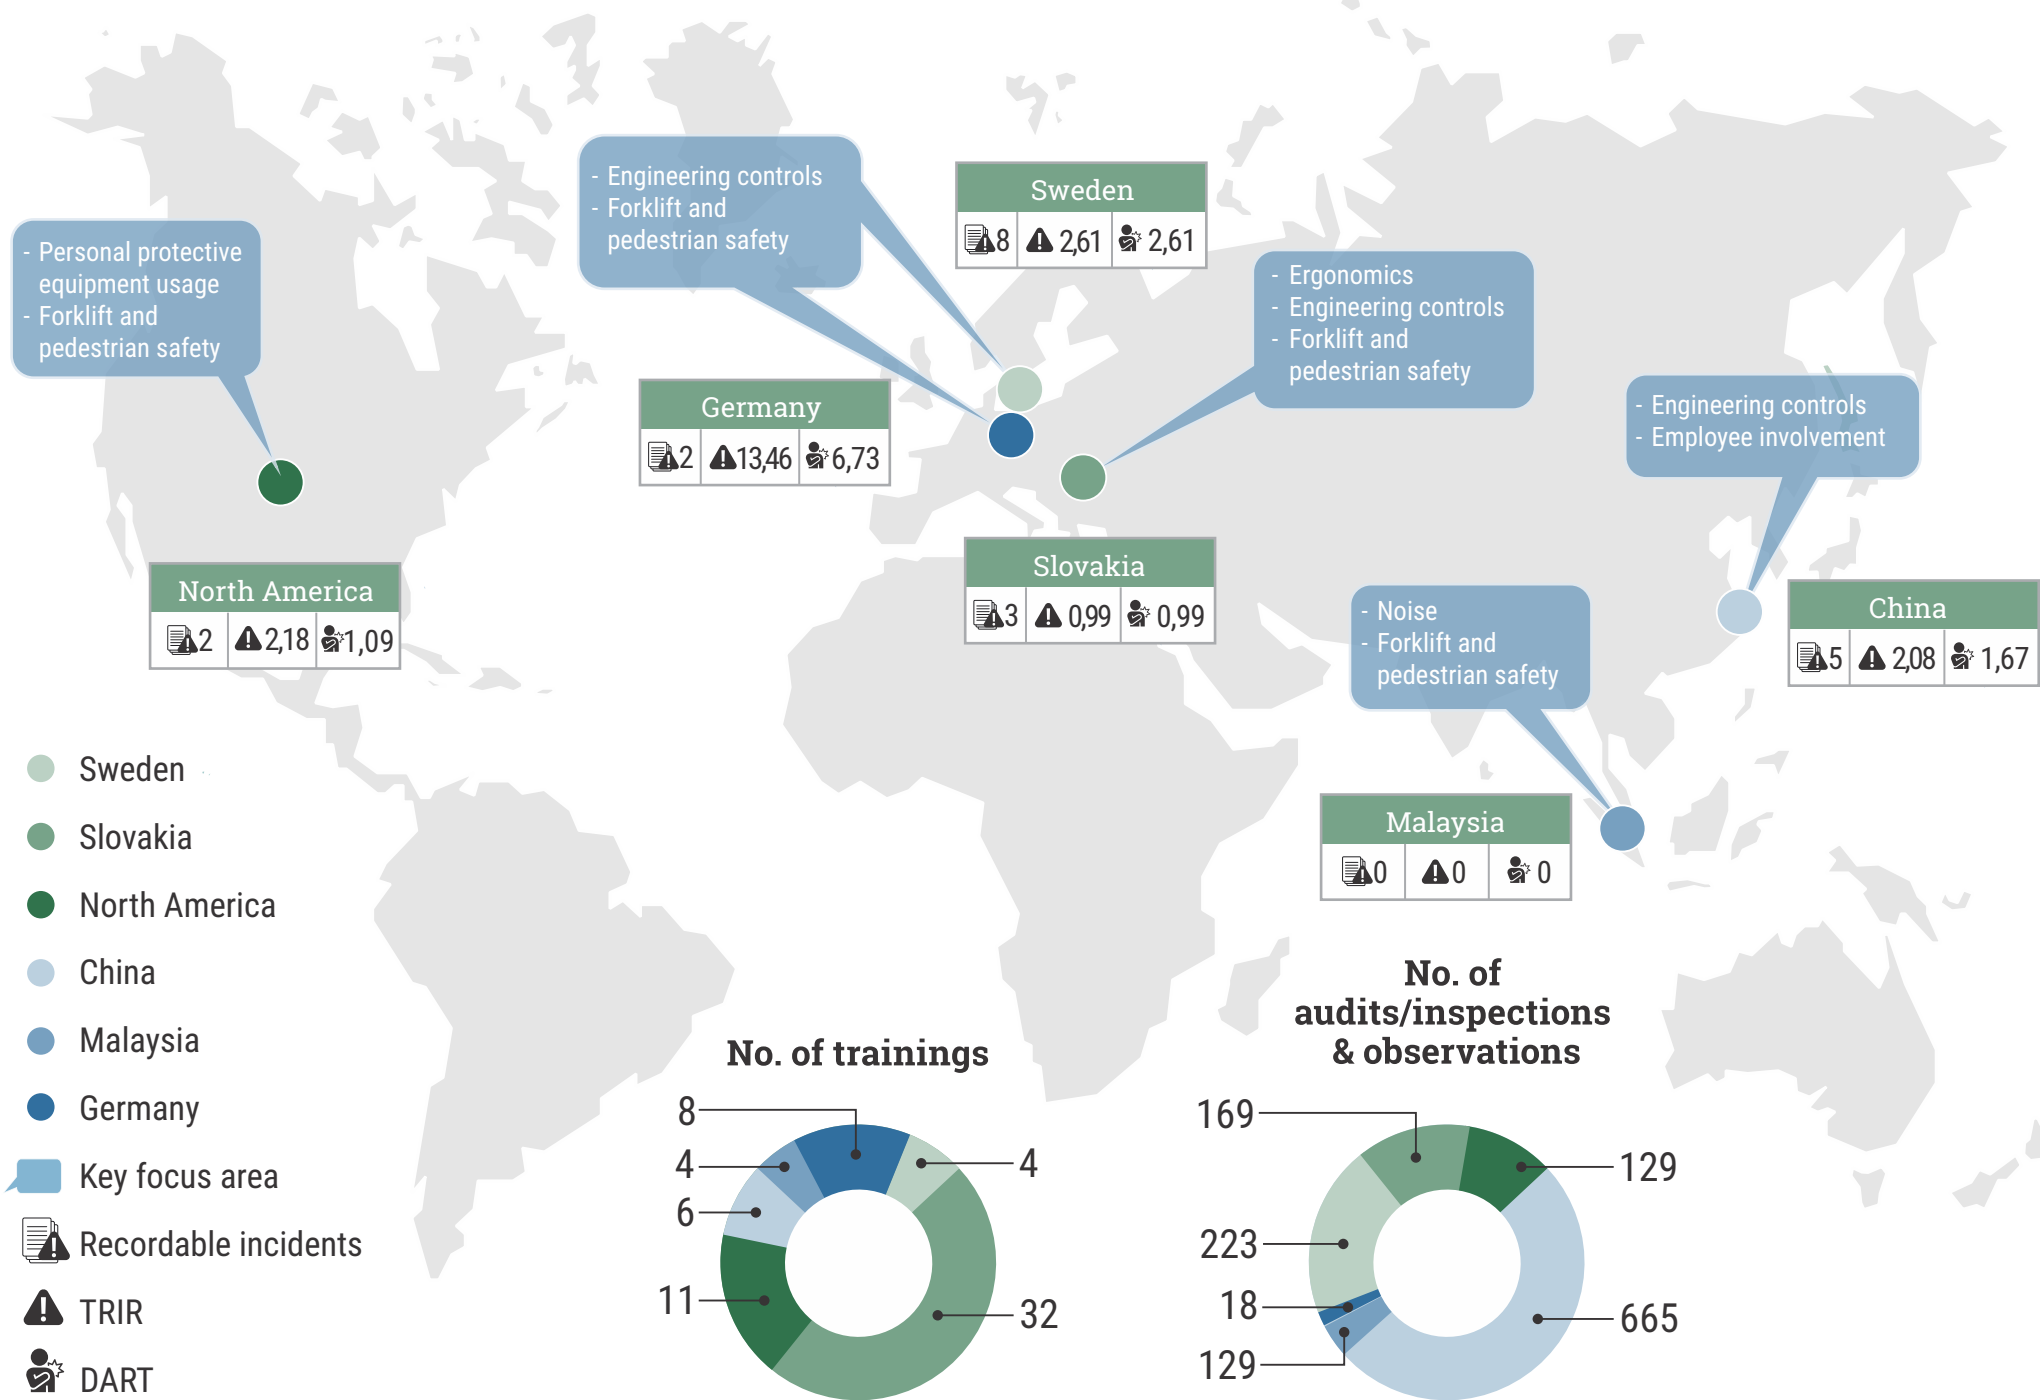 - Engineering controls
- Forklift and
pedestrian safety
Sweden
8 2,61 2,61
- Personal protective
equipment usage
- Forklift and
pedestrian safety
- Ergonomics
- Engineering controls
- Forklift and
pedestrian safety
Germany
2 13,46 6,73
- Engineering controls
- Employee involvement
North America
2 2,18 1,09
Slovakia
3 0,99 0,99
- Noise
- Forklift and
pedestrian safety
China
5 2,08 1,67
Malaysia
0 0 0
Sweden
Slovakia
North America
China
Malaysia
Germany
Key focus area
Recordable incidents
TRIR
DART
No. of trainings
8
4
4
6
11
32
No. of
audits/inspections
& observations
169
129
223
18
665
129